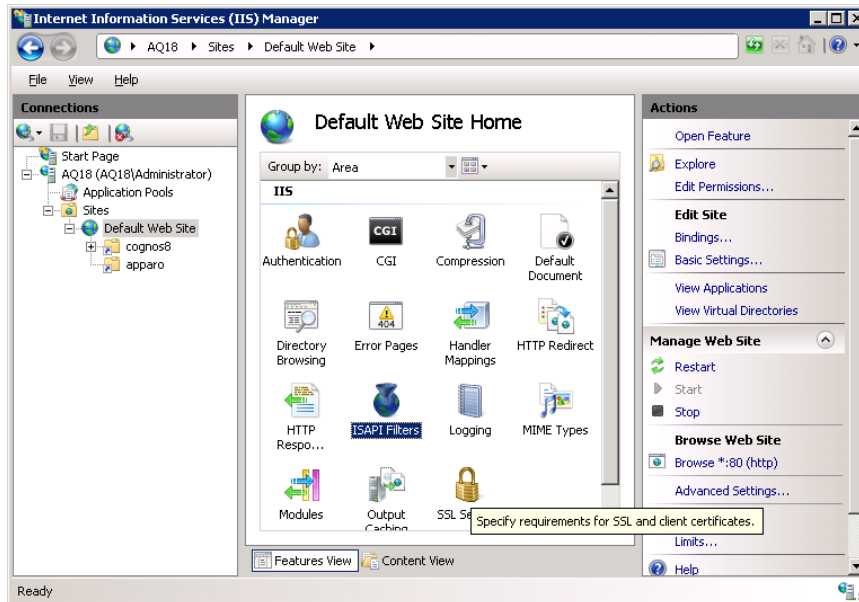 Internet Information Services (IIS) Manager
AQ18 Sites Default Web Site
File View Help
Connections
Start Page
AQ18 (AQ18\Administrator)
Application Pools
Sites
Default Web Site
cognos8
apparo
Default Web Site Home
Group by: Area
IIS
Authentication CGI Compression Default Document
Directory Browsing Error Pages Handler Mappings HTTP Redirect
HTTP Respo... ISAPI Filters Logging MIME Types
Modules Output Caching SSL Se
Specify requirements for SSL and client certificates.
Features View Content View
Actions
Open Feature
Explore
Edit Permissions...
Edit Site
Bindings...
Basic Settings...
View Applications
View Virtual Directories
Manage Web Site
Restart
Start
Stop
Browse Web Site
Browse *:80 (http)
Advanced Settings...
Limits...
Help
Ready